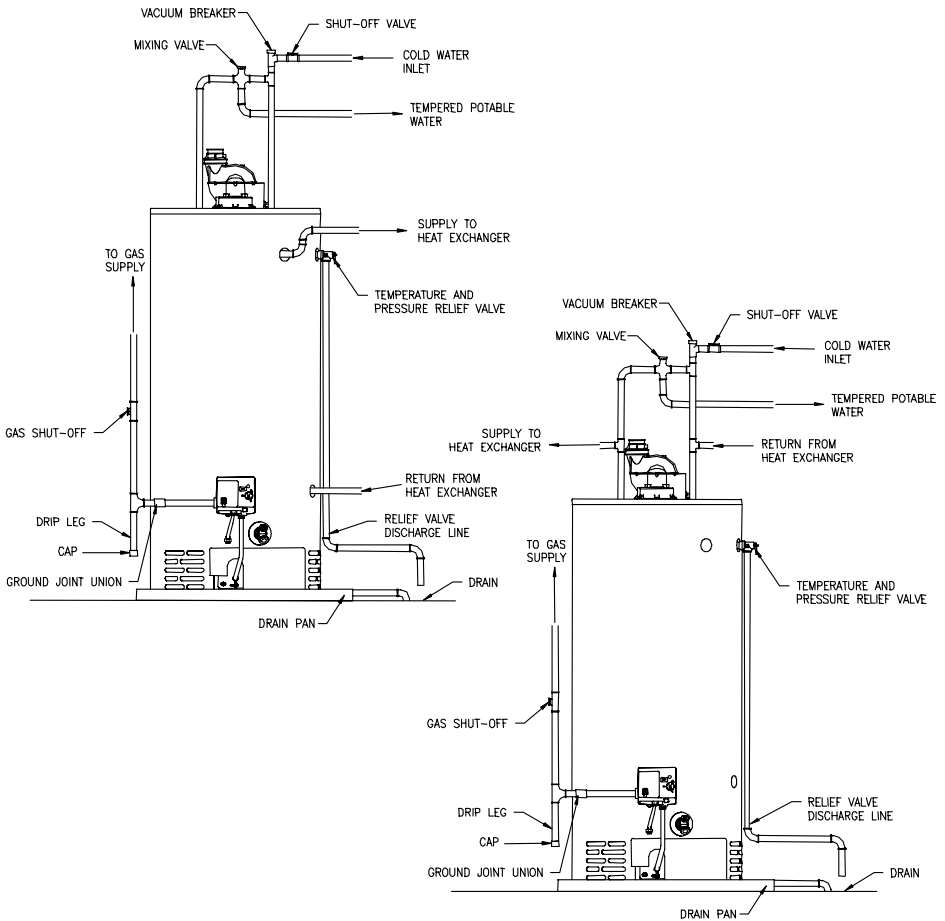 VACUUM BREAKER
SHUT-OFF VALVE
MIXING VALVE
COLD WATER
INLET
TEMPERED POTABLE
WATER
SUPPLY TO
HEAT EXCHANGER
TO GAS
SUPPLY
TEMPERATURE AND
PRESSURE RELIEF VALVE
GAS SHUT-OFF
RETURN FROM
HEAT EXCHANGER
DRIP LEG
RELIEF VALVE
DISCHARGE LINE
CAP
GROUND JOINT UNION
DRAIN
DRAIN PAN
VACUUM BREAKER
SHUT-OFF VALVE
MIXING VALVE
COLD WATER
INLET
TEMPERED POTABLE
WATER
SUPPLY TO
HEAT EXCHANGER
RETURN FROM
HEAT EXCHANGER
TO GAS
SUPPLY
TEMPERATURE AND
PRESSURE RELIEF VALVE
GAS SHUT-OFF
DRIP LEG
RELIEF VALVE
DISCHARGE LINE
CAP
GROUND JOINT UNION
DRAIN
DRAIN PAN